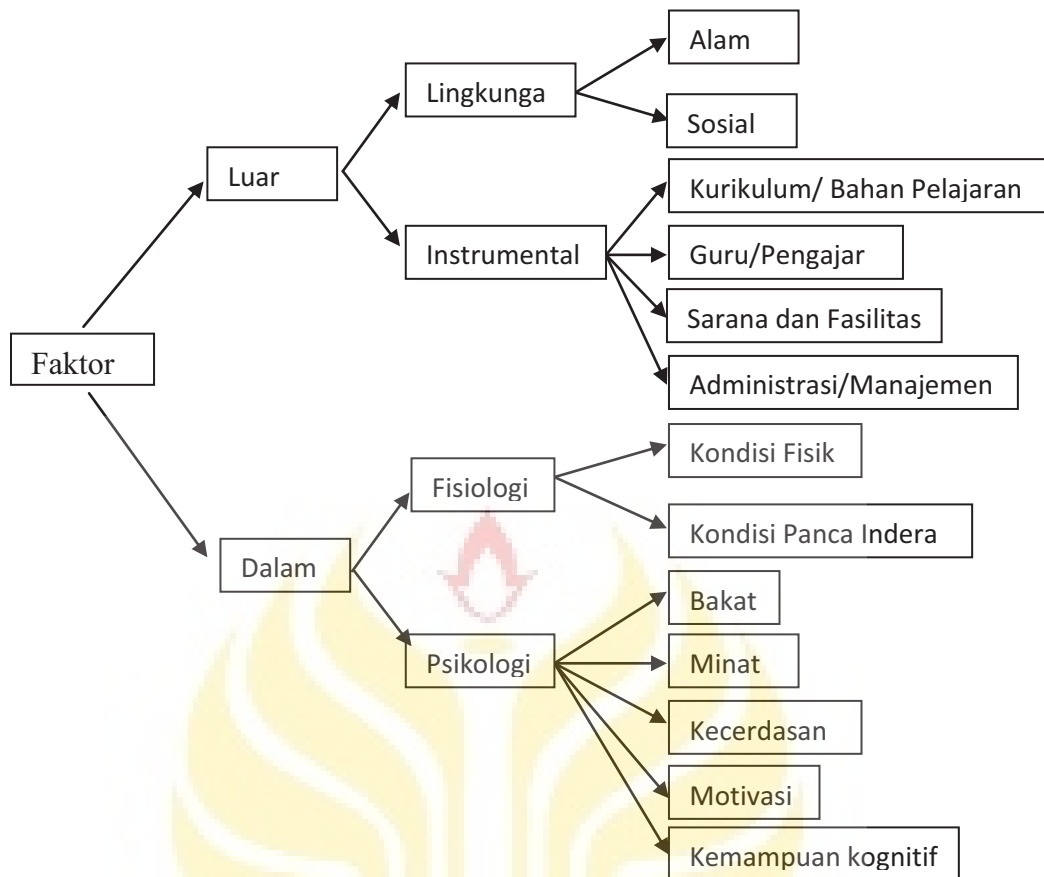 Faktor
Luar
Lingkunga
Alam
Sosial
Instrumental
Kurikulum/ Bahan Pelajaran
Guru/Pengajar
Sarana dan Fasilitas
Administrasi/Manajemen
Dalam
Fisiologi
Kondisi Fisik
Kondisi Panca Indera
Psikologi
Bakat
Minat
Kecerdasan
Motivasi
Kemampuan kognitif